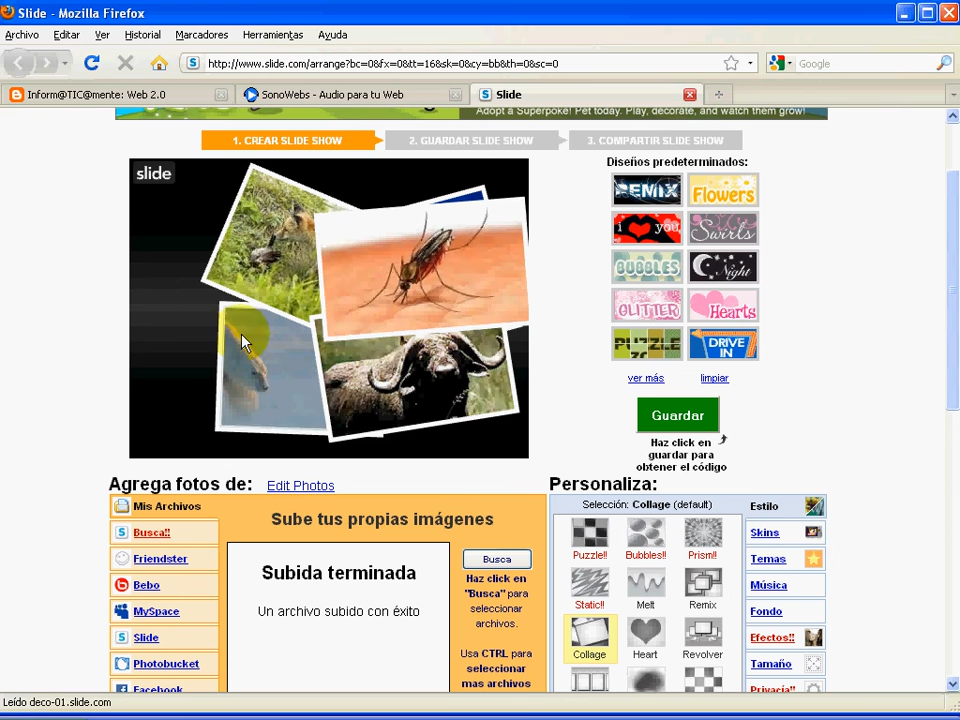 Slide - Mozilla Firefox
Archivo Editar Ver Historial Marcadores Herramientas Ayuda
S http://www.slide.com/arrange?bc=0&fx=0&tt=16&sk=0&cy=bb&th=0&sc=0 Google
Inform@TIC@mente: Web 2.0 SonoWebs - Audio para tu Web S Slide
Adopt a Superpoke! Pet today. Play, decorate, and watch them grow!
1. CREAR SLIDE SHOW 2. GUARDAR SLIDE SHOW 3. COMPARTIR SLIDE SHOW
slide
Diseños predeterminados:
REMIX Flowers
i you Swirls
BUBBLES Night
GLITTER Hearts
PUZZLE DRIVE IN
ver más limpiar
Guardar
Haz click en
guardar para
obtener el código
Agrega fotos de: Edit Photos
Mis Archivos
Busca!!
Friendster
Bebo
MySpace
Slide
Photobucket
Facebook
Sube tus propias imágenes
Subida terminada
Un archivo subido con éxito
Busca
Haz click en
"Busca" para
seleccionar
archivos.
Usa CTRL para
seleccionar
mas archivos
Personaliza:
Selección: Collage (default)
Puzzle!! Bubbles!! Prism!!
Static!! Melt Remix
Collage Heart Revolver
Estilo
Skins
Temas
Música
Fondo
Efectos!!
Tamaño
Privacía!!
Leído deco-01.slide.com